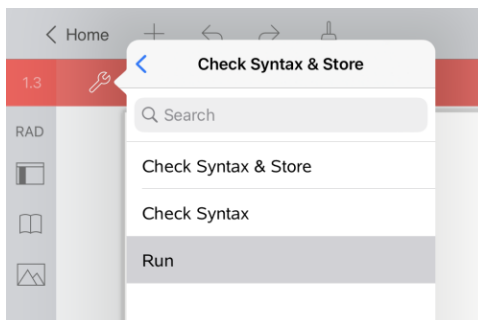 Home
Check Syntax & Store
1.3
Search
RAD
Check Syntax & Store
Check Syntax
Run